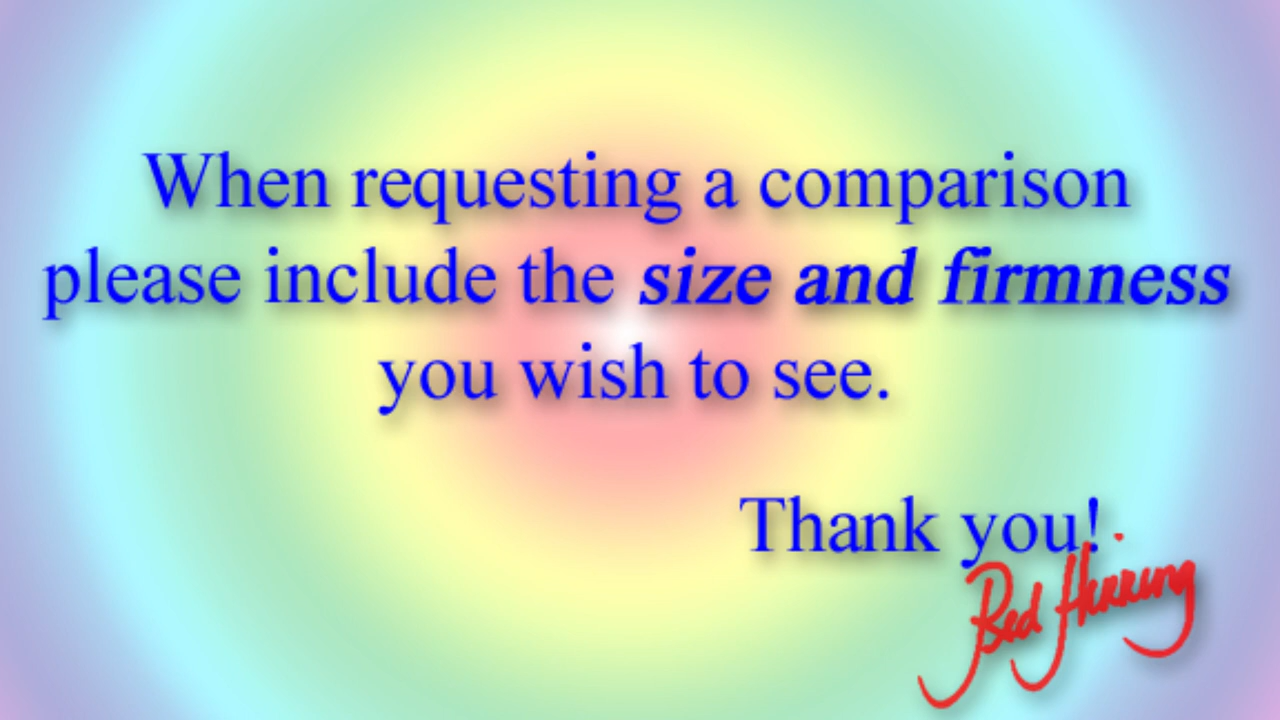 When requesting a comparison
please include the size and firmness
you wish to see.
Thank you!
Red Herring